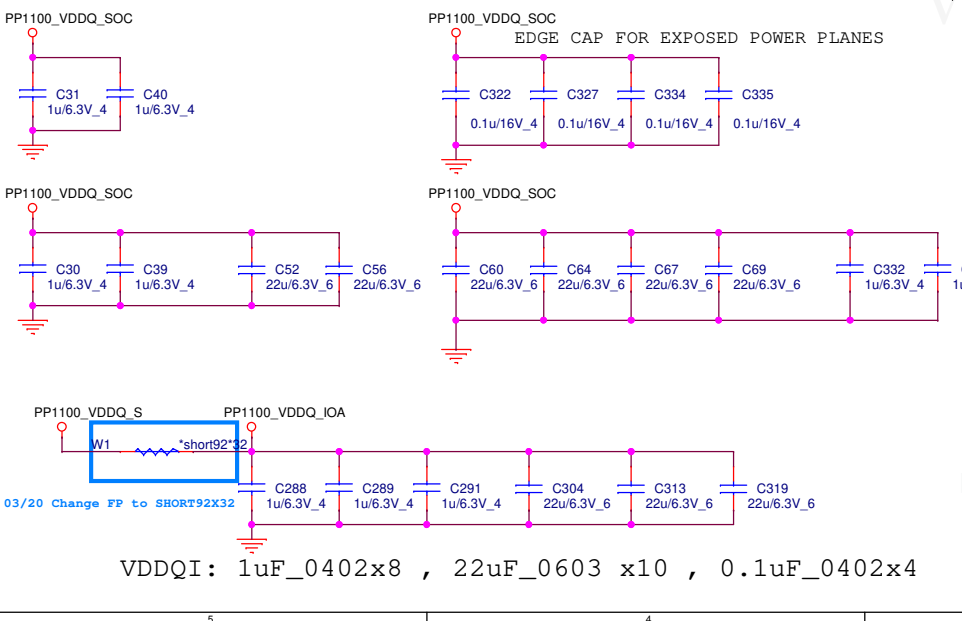 PP1100_VDDQ_SOC
C31
1u/6.3V_4
C40
1u/6.3V_4
PP1100_VDDQ_SOC
EDGE CAP FOR EXPOSED POWER PLANES
C322
0.1u/16V_4
C327
0.1u/16V_4
C334
0.1u/16V_4
C335
0.1u/16V_4
PP1100_VDDQ_SOC
C30
1u/6.3V_4
C39
1u/6.3V_4
C52
22u/6.3V_6
C56
22u/6.3V_6
PP1100_VDDQ_SOC
C60
22u/6.3V_6
C64
22u/6.3V_6
C67
22u/6.3V_6
C69
22u/6.3V_6
C332
1u/6.3V_4
PP1100_VDDQ_S
PP1100_VDDQ_IOA
W1
*short92*32
03/20 Change FP to SHORT92X32
C288
1u/6.3V_4
C289
1u/6.3V_4
C291
1u/6.3V_4
C304
22u/6.3V_6
C313
22u/6.3V_6
C319
22u/6.3V_6
VDDQI: 1uF_0402x8 , 22uF_0603 x10 , 0.1uF_0402x4
5
4